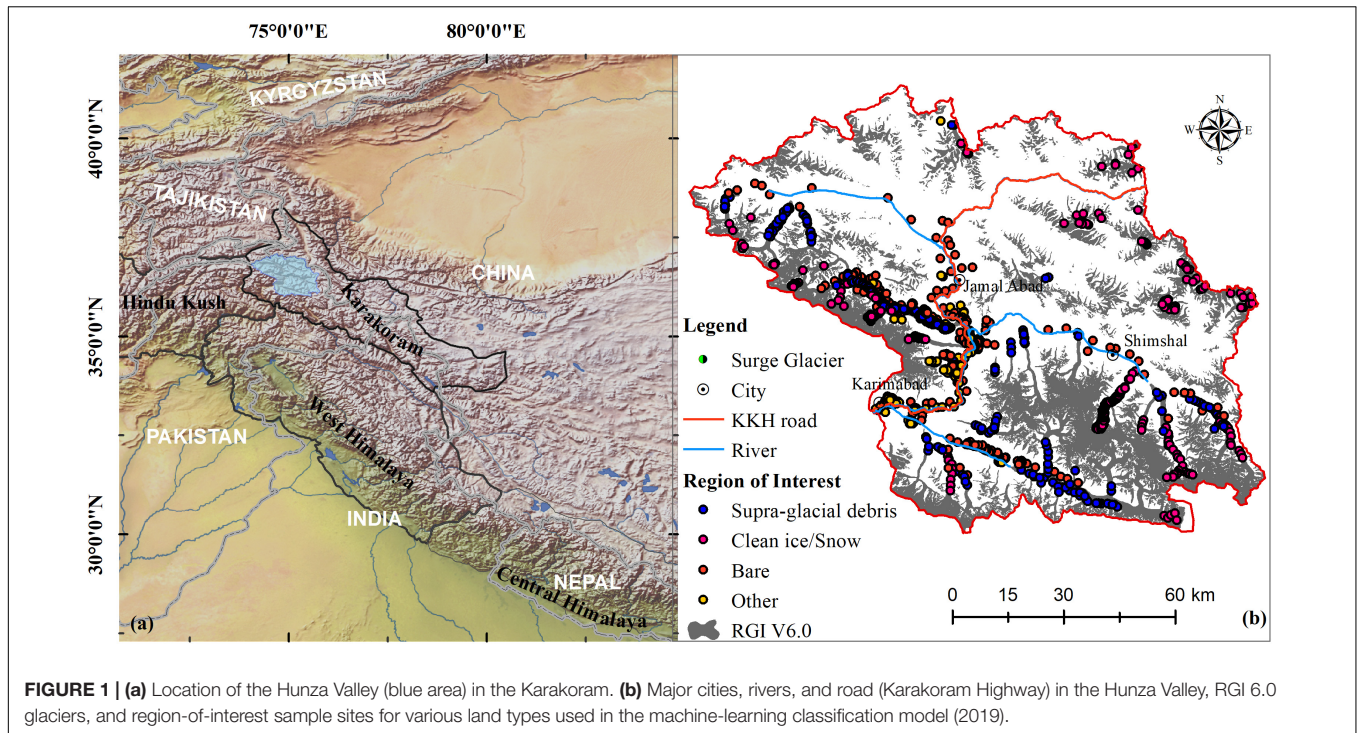 75°0'0"E 80°0'0"E
40°0'0"N
35°0'0"N
30°0'0"N
KYRGYZSTAN
TAJIKISTAN
CHINA
Hindu Kush
Karakoram
West Himalaya
PAKISTAN
INDIA
NEPAL
Central Himalaya
(a)
N
W E
S
Jamal Abad
Shimshal
Karimabad
Legend
Surge Glacier
City
KKH road
River
Region of Interest
Supra-glacial debris
Clean ice/Snow
Bare
Other
RGI V6.0
0 15 30 60 km
(b)
FIGURE 1 | (a) Location of the Hunza Valley (blue area) in the Karakoram. (b) Major cities, rivers, and road (Karakoram Highway) in the Hunza Valley, RGI 6.0
glaciers, and region-of-interest sample sites for various land types used in the machine-learning classification model (2019).